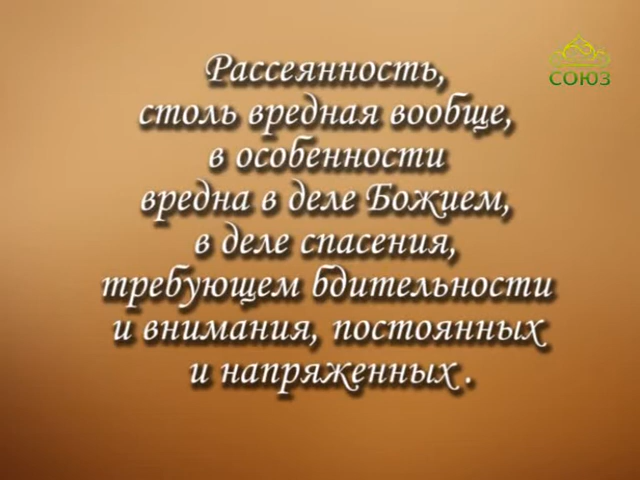 СОЮЗ
Рассеянность,
столь вредная вообще,
в особенности
вредна в деле Божием,
в деле спасения,
требующем бдительности
и внимания, постоянных
и напряженных .